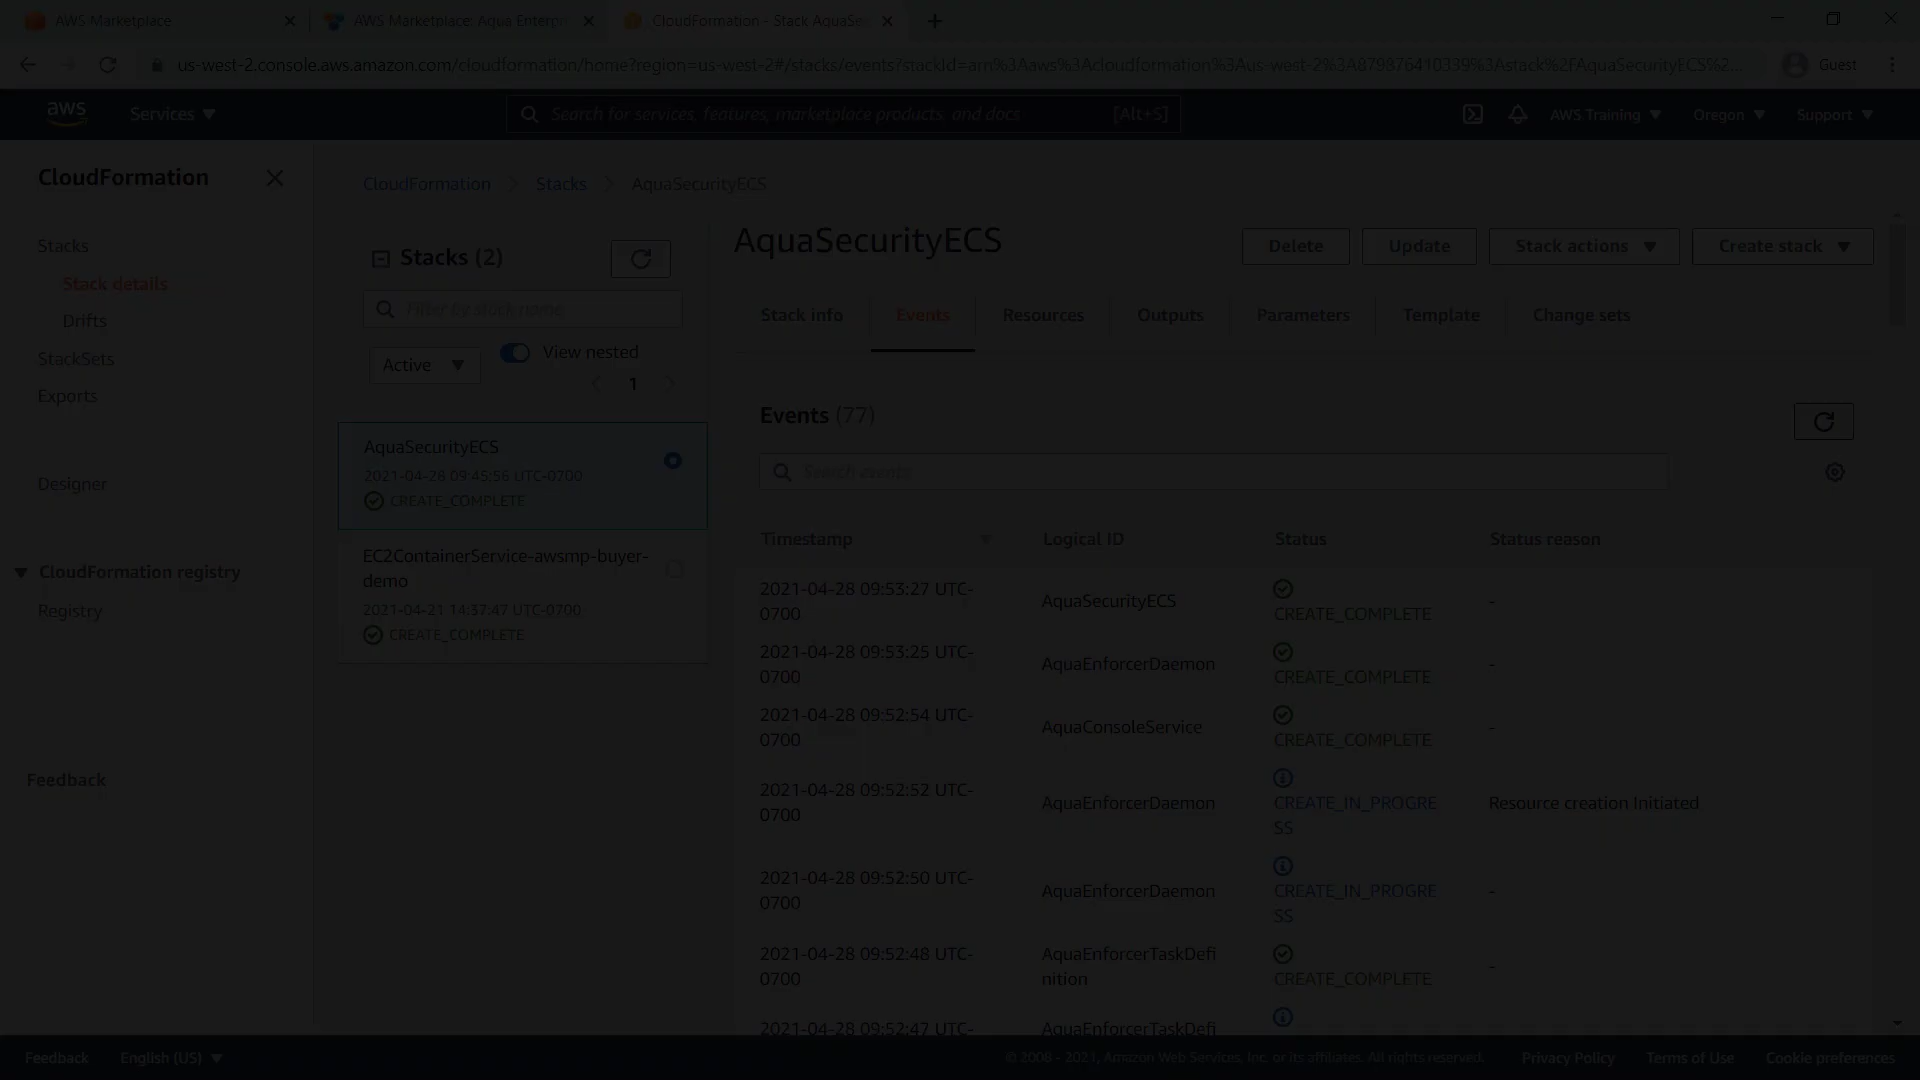 AWS Marketplace
AWS Marketplace: Aqua Enterpr
CloudFormation - Stack AquaSec
us-west-2.console.aws.amazon.com/cloudformation/home?region=us-west-2#/stacks/events?stackId=arn%3Aaws%3Acloudformation%3Aus-west-2%3A879876410339%3Astack%2FAquaSecurityECS%2...
Guest
aws
Services
Search for services, features, marketplace products, and docs
[Alt+S]
AWS Training
Oregon
Support
CloudFormation
Stacks
Stack details
Drifts
StackSets
Exports
Designer
CloudFormation registry
Registry
Feedback
CloudFormation
Stacks
AquaSecurityECS
Stacks (2)
Filter by stack name
Active
View nested
1
AquaSecurityECS
2021-04-28 09:45:56 UTC-0700
CREATE_COMPLETE
EC2ContainerService-awsmp-buyer-
demo
2021-04-21 14:37:47 UTC-0700
CREATE_COMPLETE
AquaSecurityECS
Delete
Update
Stack actions
Create stack
Stack info
Events
Resources
Outputs
Parameters
Template
Change sets
Events (77)
Search events
Timestamp
Logical ID
Status
Status reason
2021-04-28 09:53:27 UTC-
0700
AquaSecurityECS
CREATE_COMPLETE
-
2021-04-28 09:53:25 UTC-
0700
AquaEnforcerDaemon
CREATE_COMPLETE
-
2021-04-28 09:52:54 UTC-
0700
AquaConsoleService
CREATE_COMPLETE
-
2021-04-28 09:52:52 UTC-
0700
AquaEnforcerDaemon
CREATE_IN_PROGRE
SS
Resource creation Initiated
2021-04-28 09:52:50 UTC-
0700
AquaEnforcerDaemon
CREATE_IN_PROGRE
SS
-
2021-04-28 09:52:48 UTC-
0700
AquaEnforcerTaskDefi
nition
CREATE_COMPLETE
-
2021-04-28 09:52:47 UTC-
AquaEnforcerTaskDefi
Feedback
English (US)
© 2008 - 2021, Amazon Web Services, Inc. or its affiliates. All rights reserved.
Privacy Policy
Terms of Use
Cookie preferences